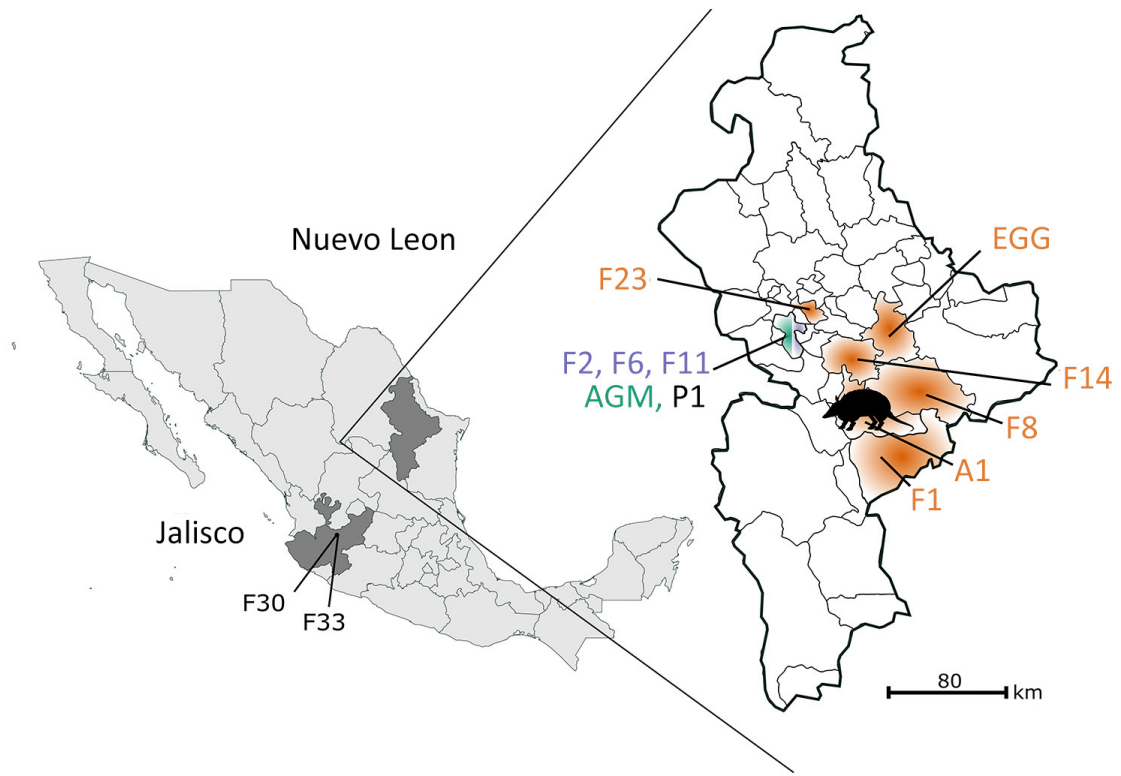 Nuevo Leon
EGG
F23
F2, F6, F11
AGM, P1
F14
F8
A1
F1
Jalisco
F30
F33
80
km